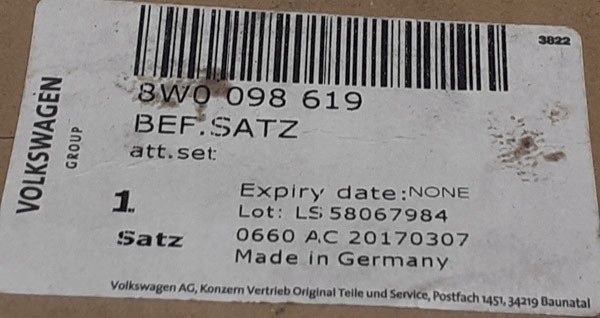 3822
8W0 098 619
BEF.SATZ
att.set
VOLKSWAGEN
GROUP
1
Satz
Expiry date:NONE
Lot: LS 58067984
0660 AC 20170307
Made in Germany
Volkswagen AG, Konzern Vertrieb Original Teile und Service, Postfach 1451, 34219 Baunatal